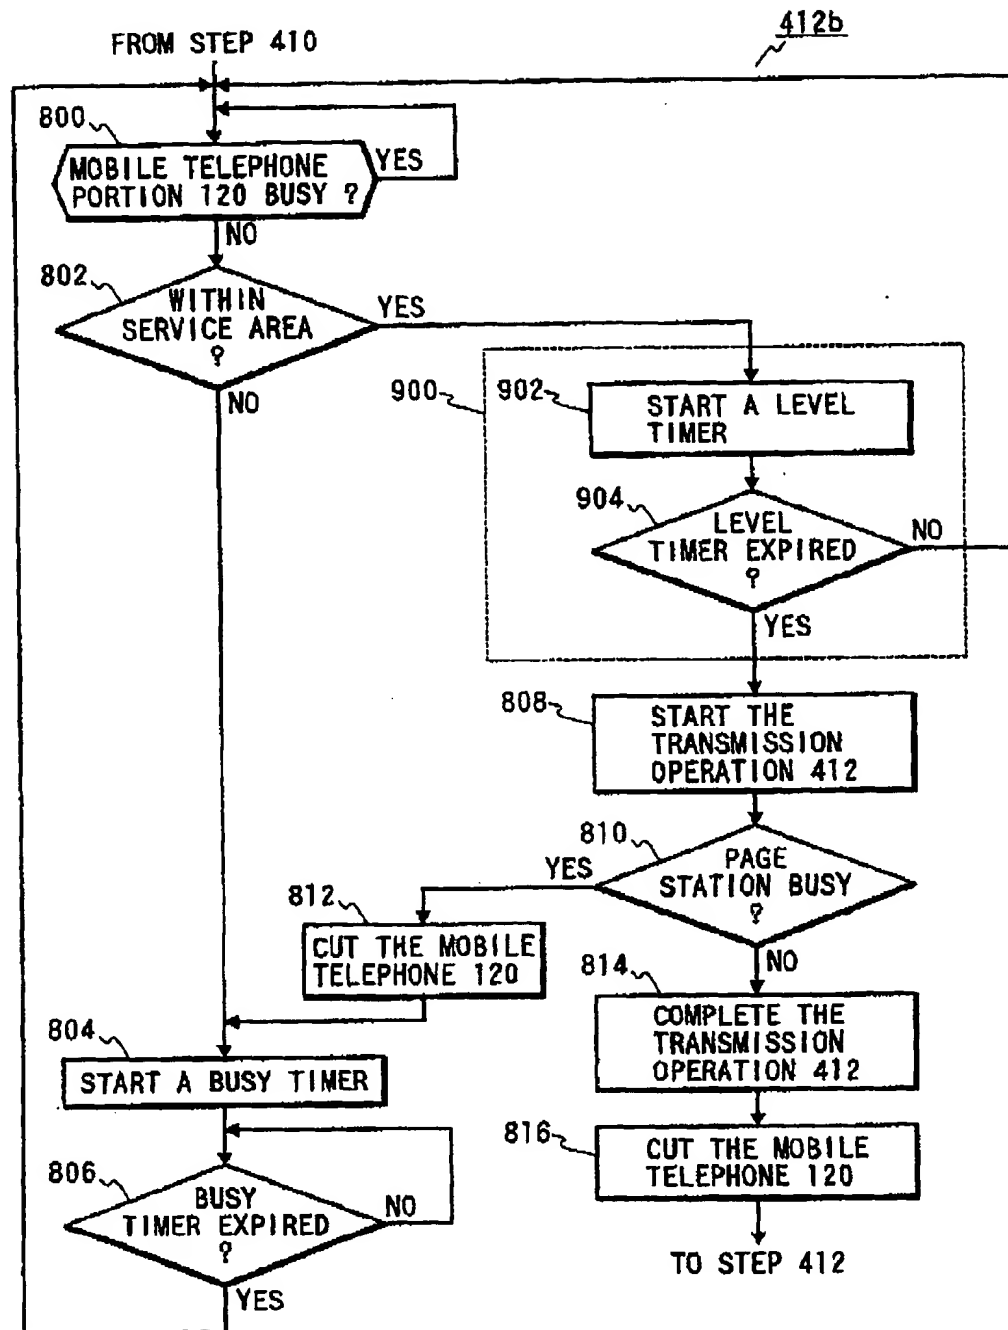 412b
FROM STEP 410
800
MOBILE TELEPHONE
PORTION 120 BUSY ?
YES
NO
802
WITHIN
SERVICE AREA
?
YES
NO
900
902
START A LEVEL
TIMER
904
LEVEL
TIMER EXPIRED
?
NO
YES
808
START THE
TRANSMISSION
OPERATION 412
810
PAGE
STATION BUSY
?
YES
NO
812
CUT THE MOBILE
TELEPHONE 120
814
COMPLETE THE
TRANSMISSION
OPERATION 412
804
START A BUSY TIMER
816
CUT THE MOBILE
TELEPHONE 120
806
BUSY
TIMER EXPIRED
?
NO
YES
TO STEP 412